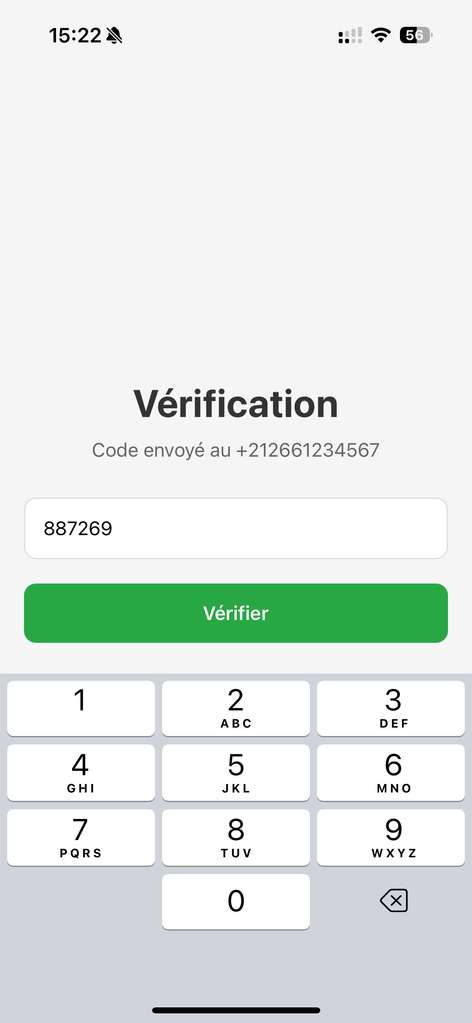 15:22
56
Vérification
Code envoyé au +212661234567
887269
Vérifier
1
2
ABC
3
DEF
4
GHI
5
JKL
6
MNO
7
PQRS
8
TUV
9
WXYZ
0